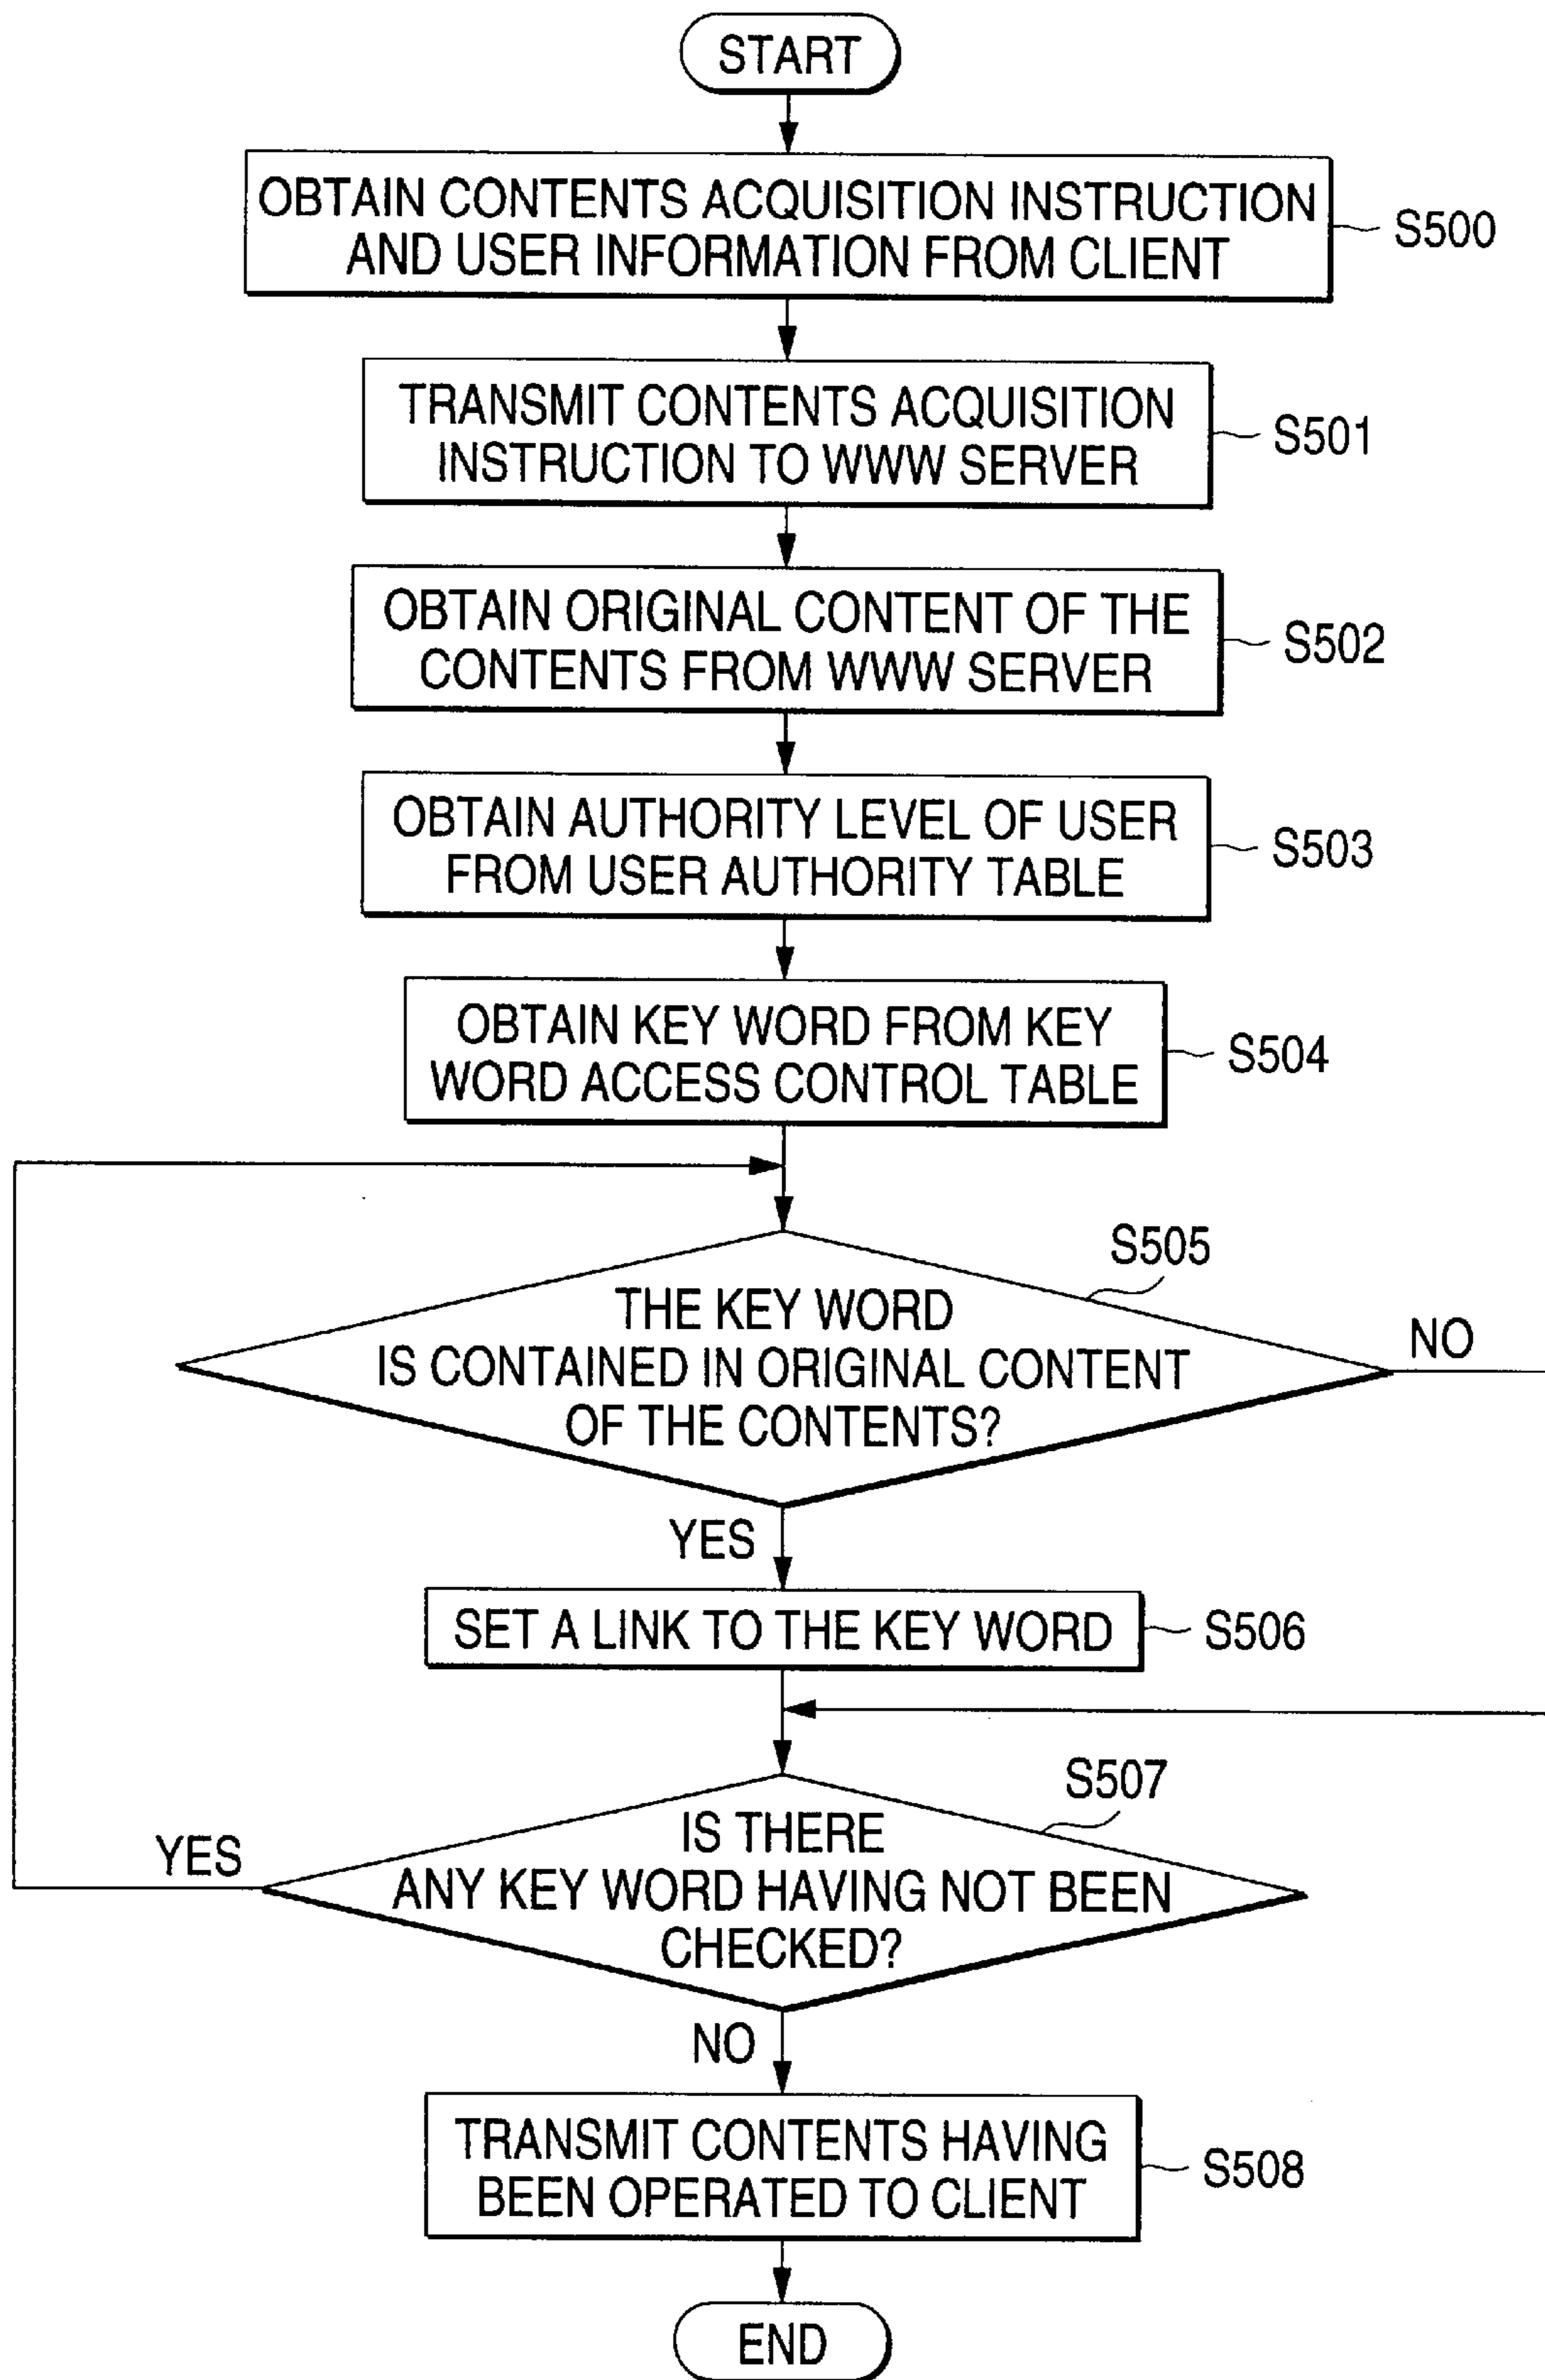 START
OBTAIN CONTENTS ACQUISITION INSTRUCTION
AND USER INFORMATION FROM CLIENT
S500
TRANSMIT CONTENTS ACQUISITION
INSTRUCTION TO WWW SERVER
S501
OBTAIN ORIGINAL CONTENT OF THE
CONTENTS FROM WWW SERVER
S502
OBTAIN AUTHORITY LEVEL OF USER
FROM USER AUTHORITY TABLE
S503
OBTAIN KEY WORD FROM KEY
WORD ACCESS CONTROL TABLE
S504
S505
THE KEY WORD
IS CONTAINED IN ORIGINAL CONTENT
OF THE CONTENTS?
NO
YES
SET A LINK TO THE KEY WORD
S506
S507
IS THERE
ANY KEY WORD HAVING NOT BEEN
CHECKED?
YES
NO
TRANSMIT CONTENTS HAVING
BEEN OPERATED TO CLIENT
S508
END